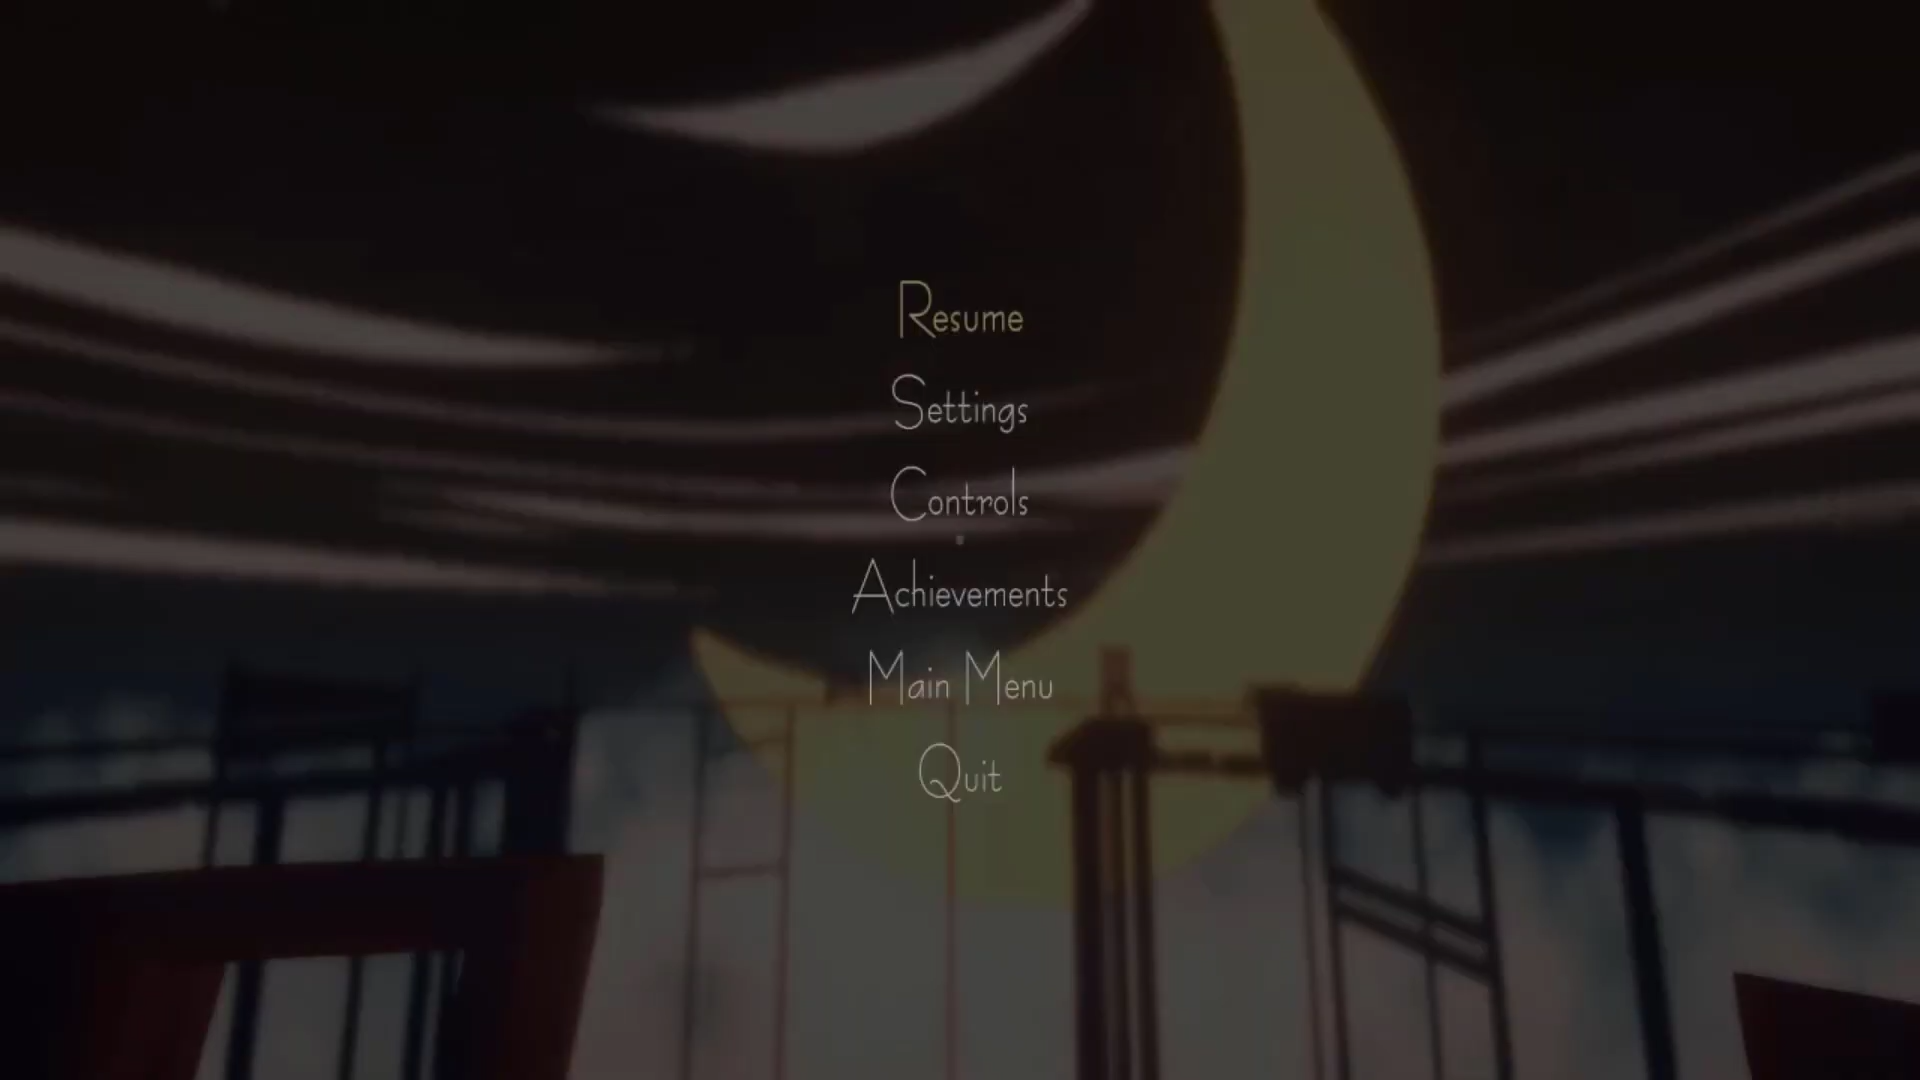 Resume
Settings
Controls
Achievements
Main Menu
Quit